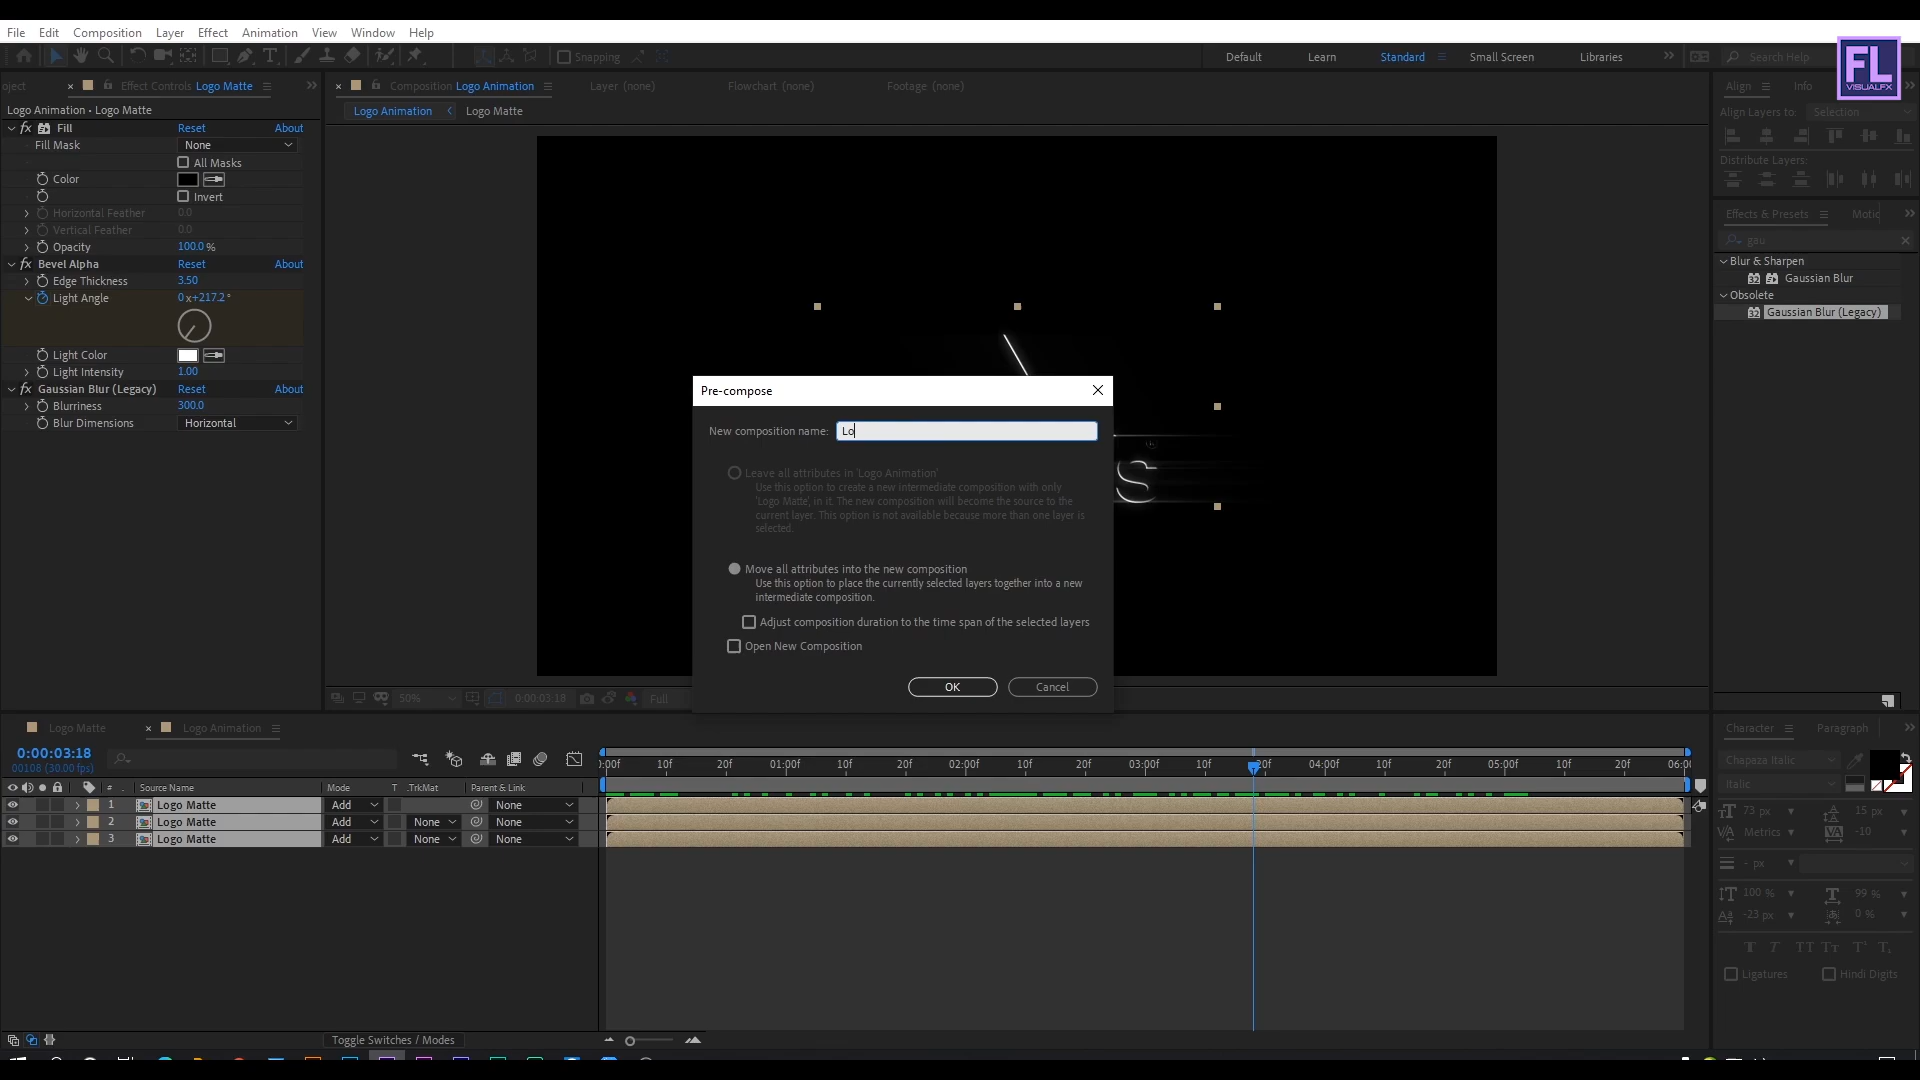 File Edit Composition Layer Effect Animation View Window Help
Snapping
Default Learn Standard Small Screen Libraries Search Help
FL
VISUALFX
oject Effect Controls Logo Matte
Composition Logo Animation Layer (none) Flowchart (none) Footage (none)
Align Info
Logo Animation • Logo Matte
Logo Animation Logo Matte
Align Layers to: Selection
Distribute Layers:
fx Fill Reset About
Fill Mask None
All Masks
Color
Invert
Horizontal Feather 0.0
Vertical Feather 0.0
Opacity 100.0 %
fx Bevel Alpha Reset About
Edge Thickness 3.50
Light Angle 0 x+217.2 °
Light Color
Light Intensity 1.00
fx Gaussian Blur (Legacy) Reset About
Blurriness 300.0
Blur Dimensions Horizontal
Effects & Presets Motic
gau
Blur & Sharpen
32 Gaussian Blur
Obsolete
32 Gaussian Blur (Legacy)
S
Pre-compose
New composition name: Lo
Leave all attributes in 'Logo Animation'
Use this option to create a new intermediate composition with only
'Logo Matte', in it. The new composition will become the source to the
current layer. This option is not available because more than one layer is
selected.
Move all attributes into the new composition
Use this option to place the currently selected layers together into a new
intermediate composition.
Adjust composition duration to the time span of the selected layers
Open New Composition
OK Cancel
50% 0:00:03:18 Full
Logo Matte Logo Animation
0:00:03:18
00108 (30.00 fps)
):00f 10f 20f 01:00f 10f 20f 02:00f 10f 20f 03:00f 10f 20f 04:00f 10f 20f 05:00f 10f 20f 06:0(
# . Source Name Mode T .TrkMat Parent & Link
1 Logo Matte Add None
2 Logo Matte Add None None
3 Logo Matte Add None None
Toggle Switches / Modes
Character Paragraph
Chapaza Italic
Italic
73 px 15 px
Metrics -10
- px
100 % 99 %
-23 px 0 %
T T TT Tт T¹ T₁
Ligatures Hindi Digits